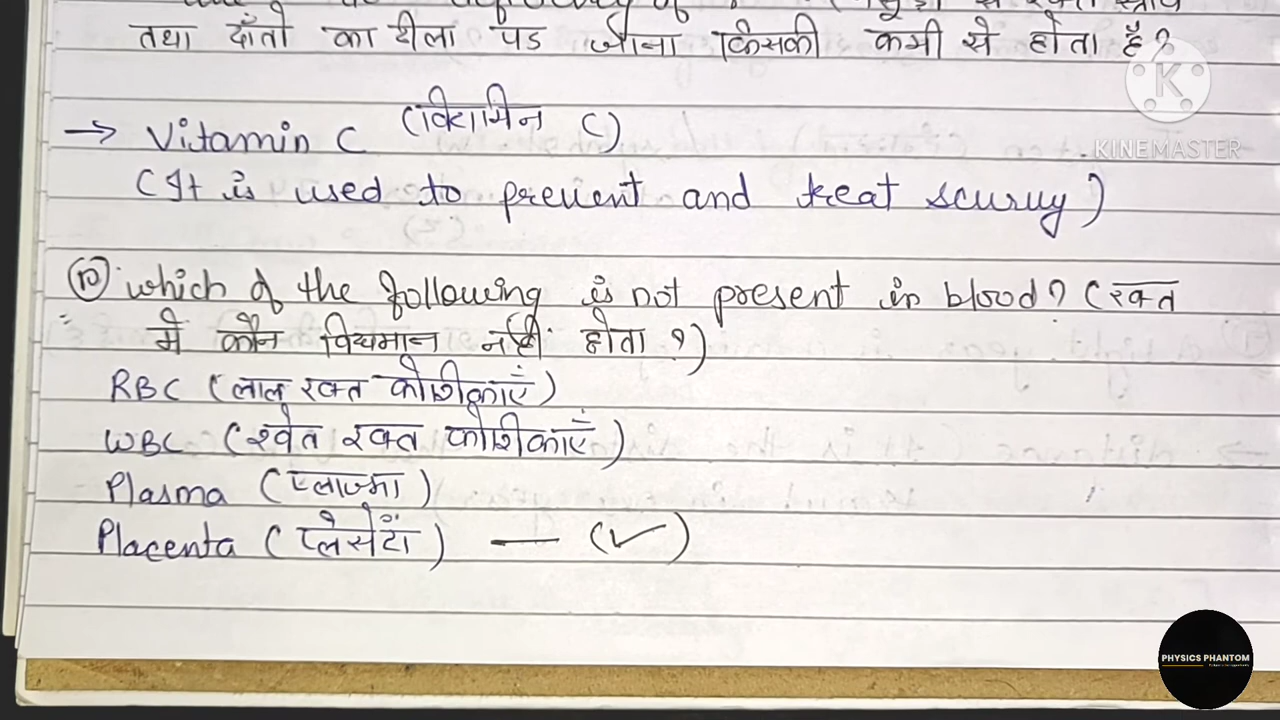 तथा दाँतो का ढीला पड जाना किसकी कमी से होता है?
→ Vitamin C (विटामिन C)
(It is used to prevent and treat scurvy)
K
KINEMASTER
10 which of the following is not present in blood? (रक्त
मे कौन विद्यमान नहीं होता?)
RBC (लाल रक्त कोशिकाएं)
WBC (श्वेत रक्त कोशिकाएं)
Plasma (प्लाज्मा)
Placenta (प्लेसेंटा) — (✓)
PHYSICS PHANTOM